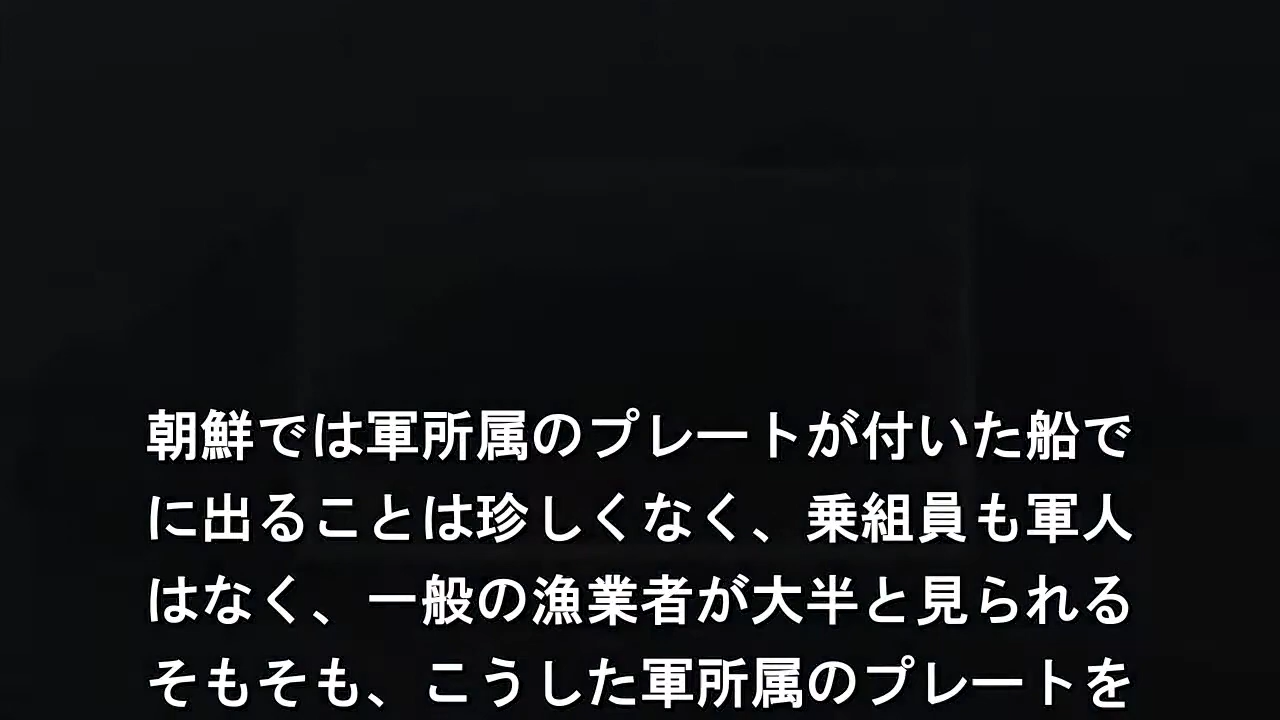 朝鮮では軍所属のプレートが付いた船で
に出ることは珍しくなく、乗組員も軍人
はなく、一般の漁業者が大半と見られる
そもそも、こうした軍所属のプレートを